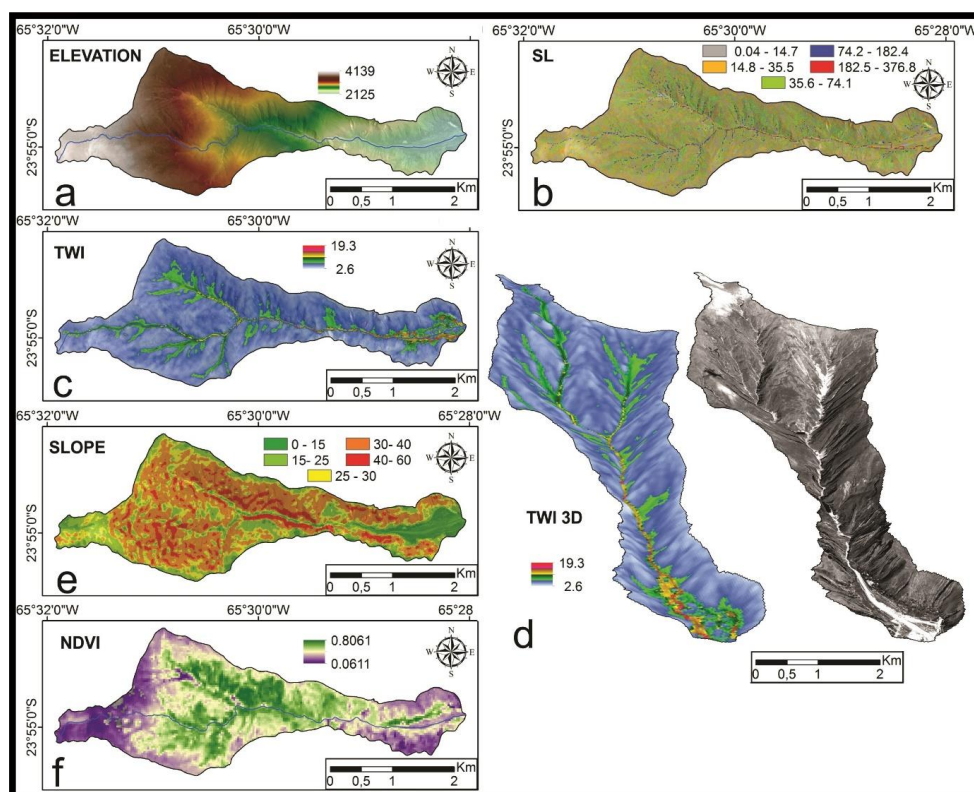 65°32'0"W 65°30'0"W
ELEVATION
4139
2125
N
W E
S
23°55'0"S
a
Km
0 0,5 1 2
65°30'0"W 65°28'0"W
SL
0.04 - 14.7 74.2 - 182.4
14.8 - 35.5 182.5 - 376.8
35.6 - 74.1
N
W E
S
23°55'0"S
b
Km
0 0,5 1 2
65°32'0"W 65°30'0"W
TWI
19.3
2.6
N
W E
S
23°55'0"S
c
Km
0 0,5 1 2
65°32'0"W 65°30'0"W 65°28'0"W
SLOPE
0 - 15 30- 40
15- 25 40- 60
25 - 30
N
W E
S
23°55'0"S
e
Km
0 0,5 1 2
65°32'0"W 65°30'0"W 65°28
NDVI
0.8061
0.0611
N
W E
S
23°55'0"S
f
Km
0 0,5 1 2
TWI 3D
19.3
2.6
d
Km
0 0,5 1 2